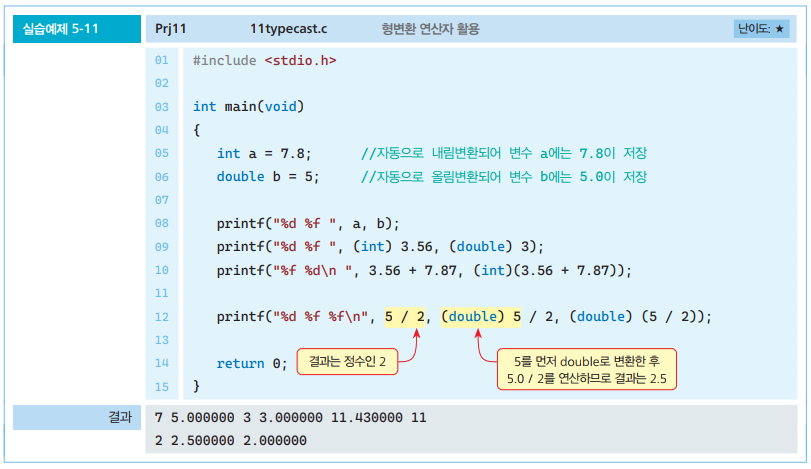 실습예제 5-11 Prj11 11typecast.c 형변환 연산자 활용 난이도: ★
01 #include <stdio.h>
02
03 int main(void)
04 {
05 int a = 7.8; //자동으로 내림변환되어 변수 a에는 7.8이 저장
06 double b = 5; //자동으로 올림변환되어 변수 b에는 5.0이 저장
07
08 printf("%d %f ", a, b);
09 printf("%d %f ", (int) 3.56, (double) 3);
10 printf("%f %d\n ", 3.56 + 7.87, (int)(3.56 + 7.87));
11
12 printf("%d %f %f\n", 5 / 2, (double) 5 / 2, (double) (5 / 2));
13
14 return 0;
15 }
결과는 정수인 2
5를 먼저 double로 변환한 후
5.0 / 2를 연산하므로 결과는 2.5
결과 7 5.000000 3 3.000000 11.430000 11
2 2.500000 2.000000